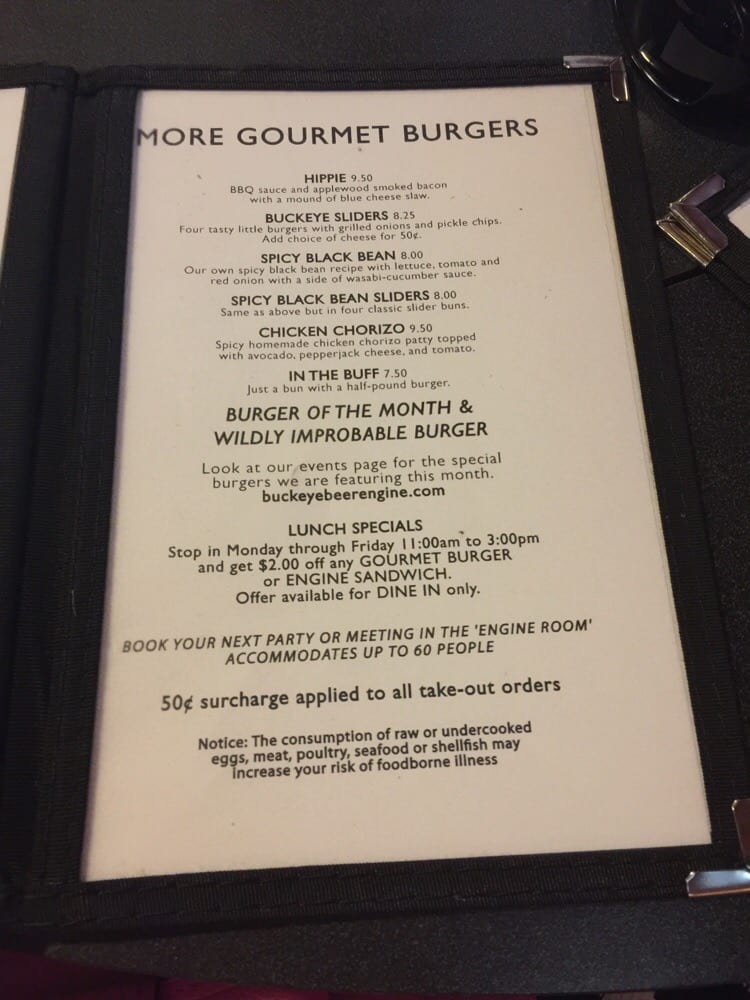 MORE GOURMET BURGERS
HIPPIE 9.50
BBQ sauce and applewood smoked bacon
with a mound of blue cheese slaw.
BUCKEYE SLIDERS 8.25
Four tasty little burgers with grilled onions and pickle chips.
Add choice of cheese for 50¢.
SPICY BLACK BEAN 8.00
Our own spicy black bean recipe with lettuce, tomato and
red onion with a side of wasabi-cucumber sauce.
SPICY BLACK BEAN SLIDERS 8.00
Same as above but in four classic slider buns.
CHICKEN CHORIZO 9.50
Spicy homemade chicken chorizo patty topped
with avocado, pepperjack cheese, and tomato.
IN THE BUFF 7.50
Just a bun with a half-pound burger.
BURGER OF THE MONTH &
WILDLY IMPROBABLE BURGER
Look at our events page for the special
burgers we are featuring this month.
buckeyebeerengine.com
LUNCH SPECIALS
Stop in Monday through Friday 11:00am to 3:00pm
and get $2.00 off any GOURMET BURGER
or ENGINE SANDWICH.
Offer available for DINE IN only.
BOOK YOUR NEXT PARTY OR MEETING IN THE 'ENGINE ROOM'
ACCOMMODATES UP TO 60 PEOPLE
50¢ surcharge applied to all take-out orders
Notice: The consumption of raw or undercooked
eggs, meat, poultry, seafood or shellfish may
increase your risk of foodborne illness